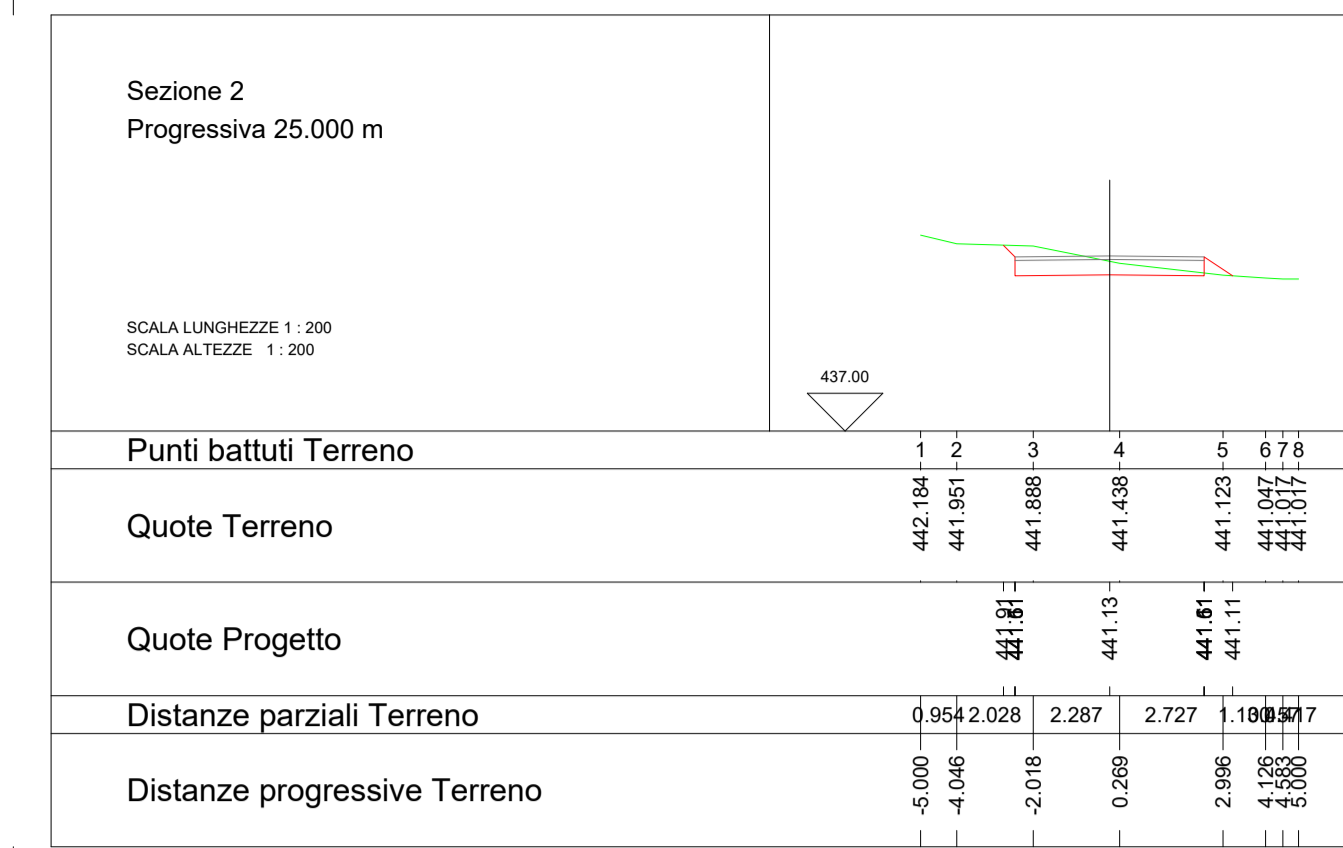 Sezione 2
Progressiva 25.000 m
SCALA LUNGHEZZE 1 : 200
SCALA ALTEZZE 1 : 200
437.00
Punti battuti Terreno 1 2 3 4 5 6 7 8
Quote Terreno 442.184 441.951 441.888 441.438 441.123 441.047 441.017 441.017
Quote Progetto 441.91 441.13 441.11
Distanze parziali Terreno 0.954 2.028 2.287 2.727
Distanze progressive Terreno -5.000 -4.046 -2.018 0.269 2.996 4.126 4.583 5.000